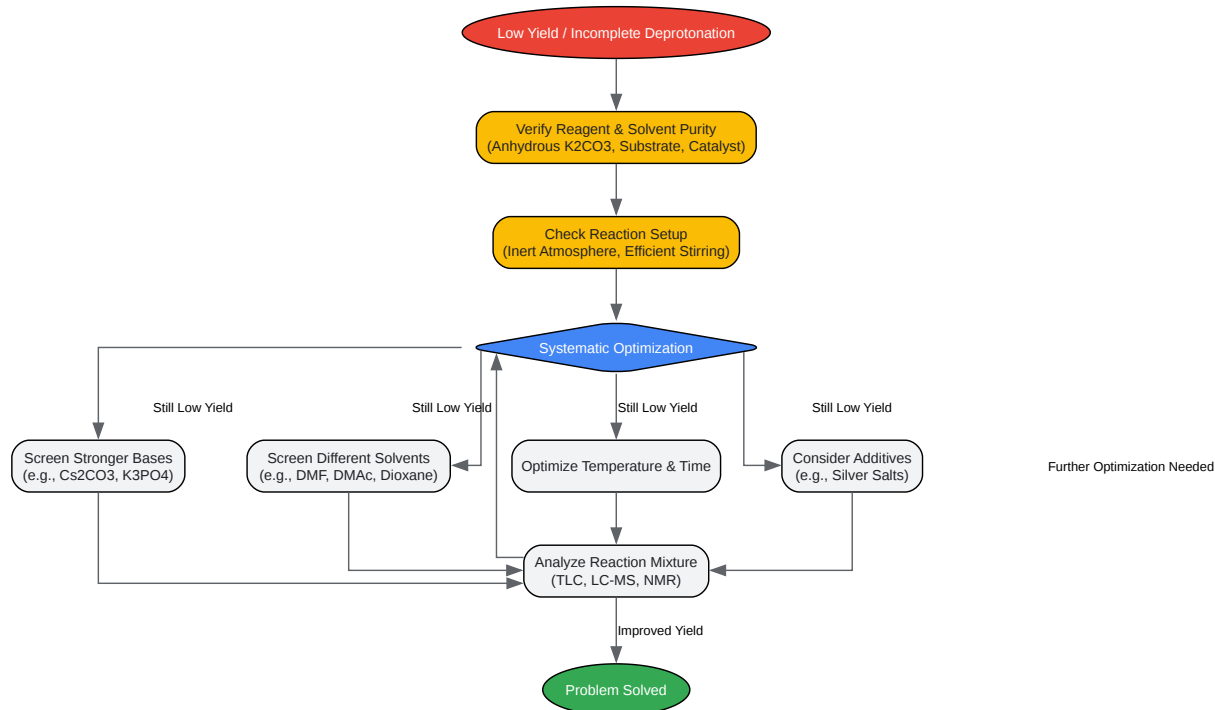 Low Yield / Incomplete Deprotonation
Verify Reagent & Solvent Purity
(Anhydrous K2CO3, Substrate, Catalyst)
Check Reaction Setup
(Inert Atmosphere, Efficient Stirring)
Systematic Optimization
Still Low Yield
Still Low Yield
Still Low Yield
Still Low Yield
Screen Stronger Bases
(e.g., Cs2CO3, K3PO4)
Screen Different Solvents
(e.g., DMF, DMAc, Dioxane)
Optimize Temperature & Time
Consider Additives
(e.g., Silver Salts)
Further Optimization Needed
Analyze Reaction Mixture
(TLC, LC-MS, NMR)
Improved Yield
Problem Solved